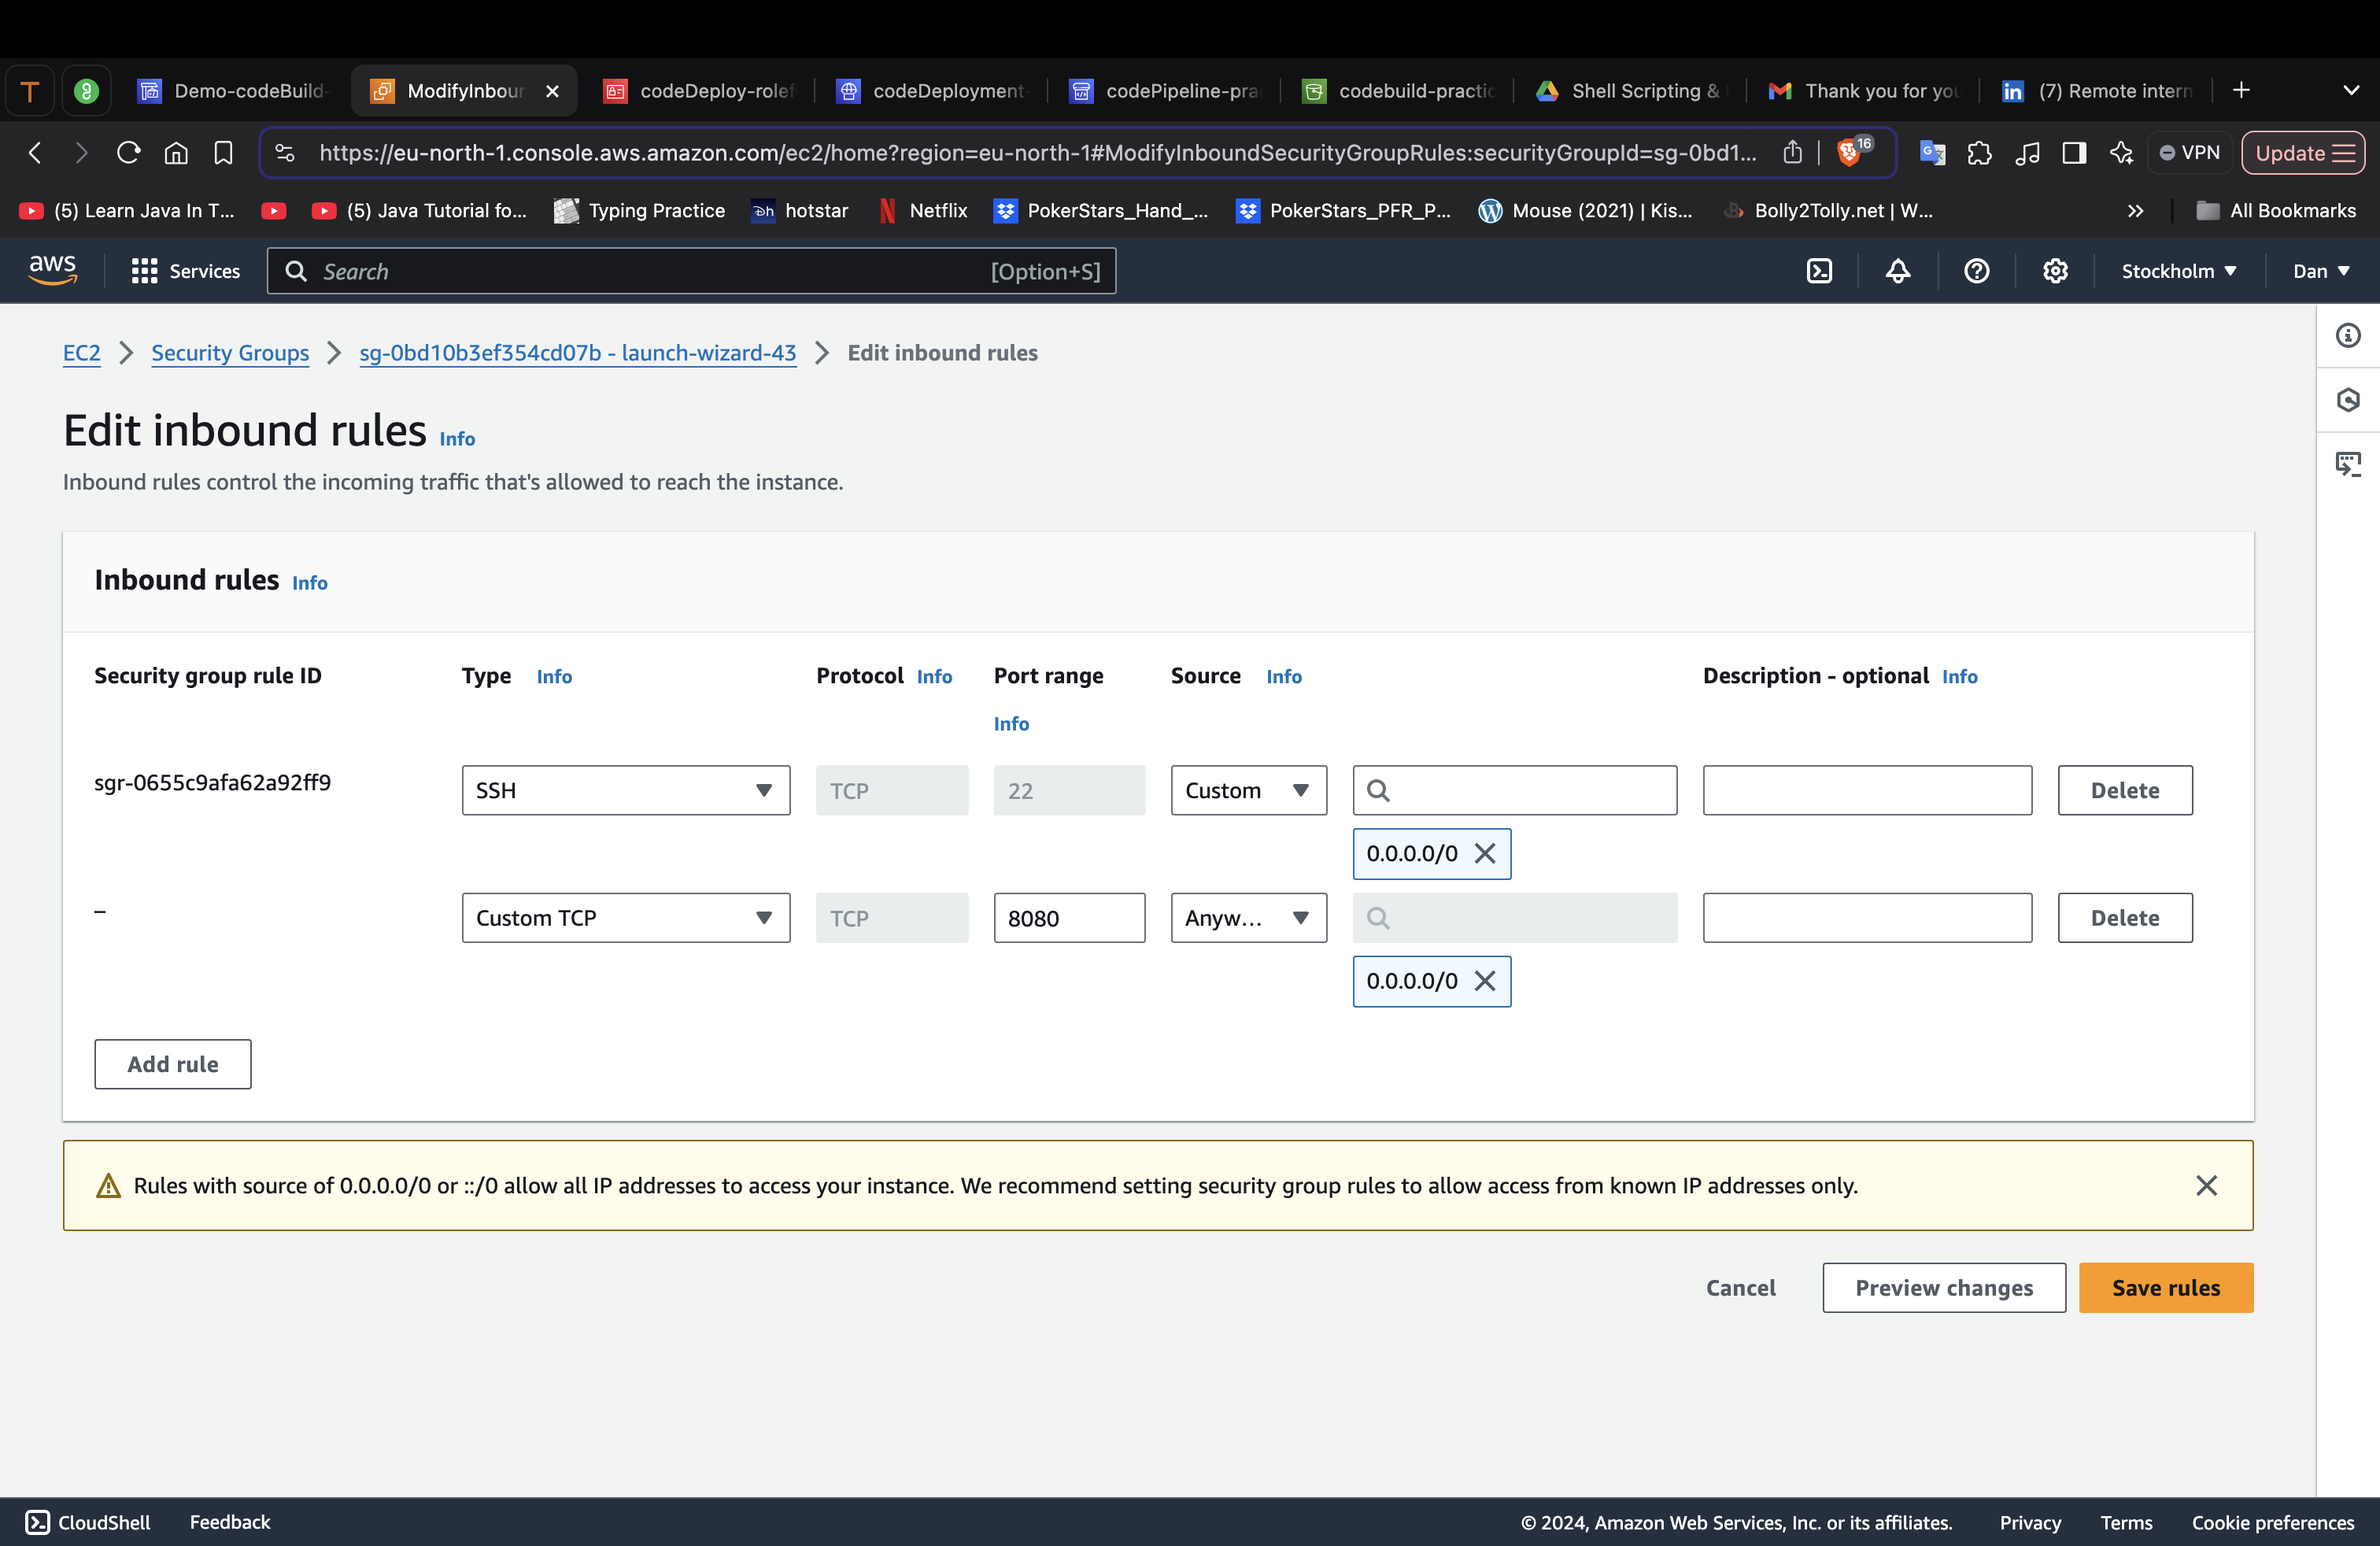 T
Demo-codeBuild-
ModifyInbour
codeDeploy-rolef
codeDeployment-
codePipeline-prac
codebuild-practic
Shell Scripting &
Thank you for you
in
(7) Remote intern
https://eu-north-1.console.aws.amazon.com/ec2/home?region=eu-north-1#ModifyInboundSecurityGroupRules:securityGroupId=sg-0bd1...
16
VPN
Update
(5) Learn Java In T...
(5) Java Tutorial fo...
Typing Practice
hotstar
Netflix
PokerStars_Hand_...
PokerStars_PFR_P...
Mouse (2021) | Kis...
Bolly2Tolly.net | W...
All Bookmarks
aws
Services
Search
[Option+S]
Stockholm
Dan
EC2
Security Groups
sg-0bd10b3ef354cd07b - launch-wizard-43
Edit inbound rules
Edit inbound rules Info
Inbound rules control the incoming traffic that's allowed to reach the instance.
Inbound rules Info
Security group rule ID
Type Info
Protocol Info
Port range
Info
Source Info
Description - optional Info
sgr-0655c9afa62a92ff9
SSH
TCP
22
Custom
Delete
0.0.0.0/0
–
Custom TCP
TCP
8080
Anyw...
Delete
0.0.0.0/0
Add rule
Rules with source of 0.0.0.0/0 or ::/0 allow all IP addresses to access your instance. We recommend setting security group rules to allow access from known IP addresses only.
Cancel
Preview changes
Save rules
CloudShell
Feedback
© 2024, Amazon Web Services, Inc. or its affiliates.
Privacy
Terms
Cookie preferences